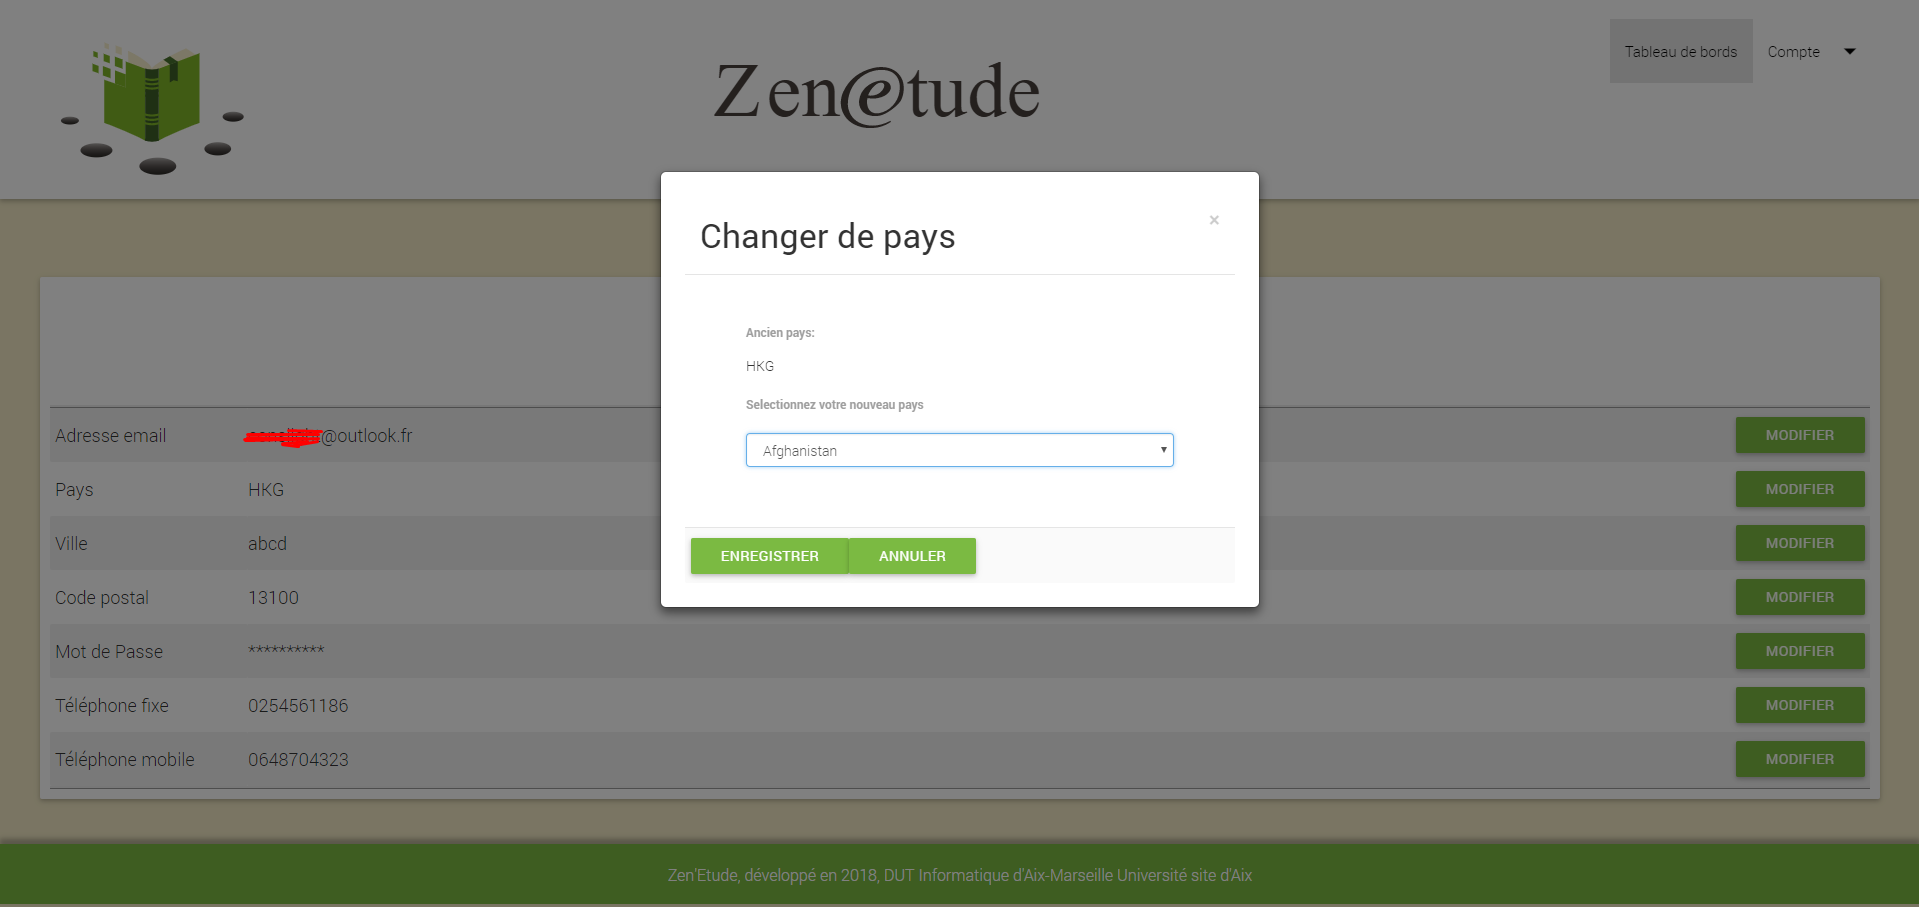 Zen@tude
Tableau de bords
Compte
Changer de pays
×
Ancien pays:
HKG
Selectionnez votre nouveau pays
Afghanistan
ENREGISTRER
ANNULER
Adresse email
@outlook.fr
MODIFIER
Pays
HKG
MODIFIER
Ville
abcd
MODIFIER
Code postal
13100
MODIFIER
Mot de Passe
**********
MODIFIER
Téléphone fixe
0254561186
MODIFIER
Téléphone mobile
0648704323
MODIFIER
Zen'Etude, développé en 2018, DUT Informatique d'Aix-Marseille Université site d'Aix